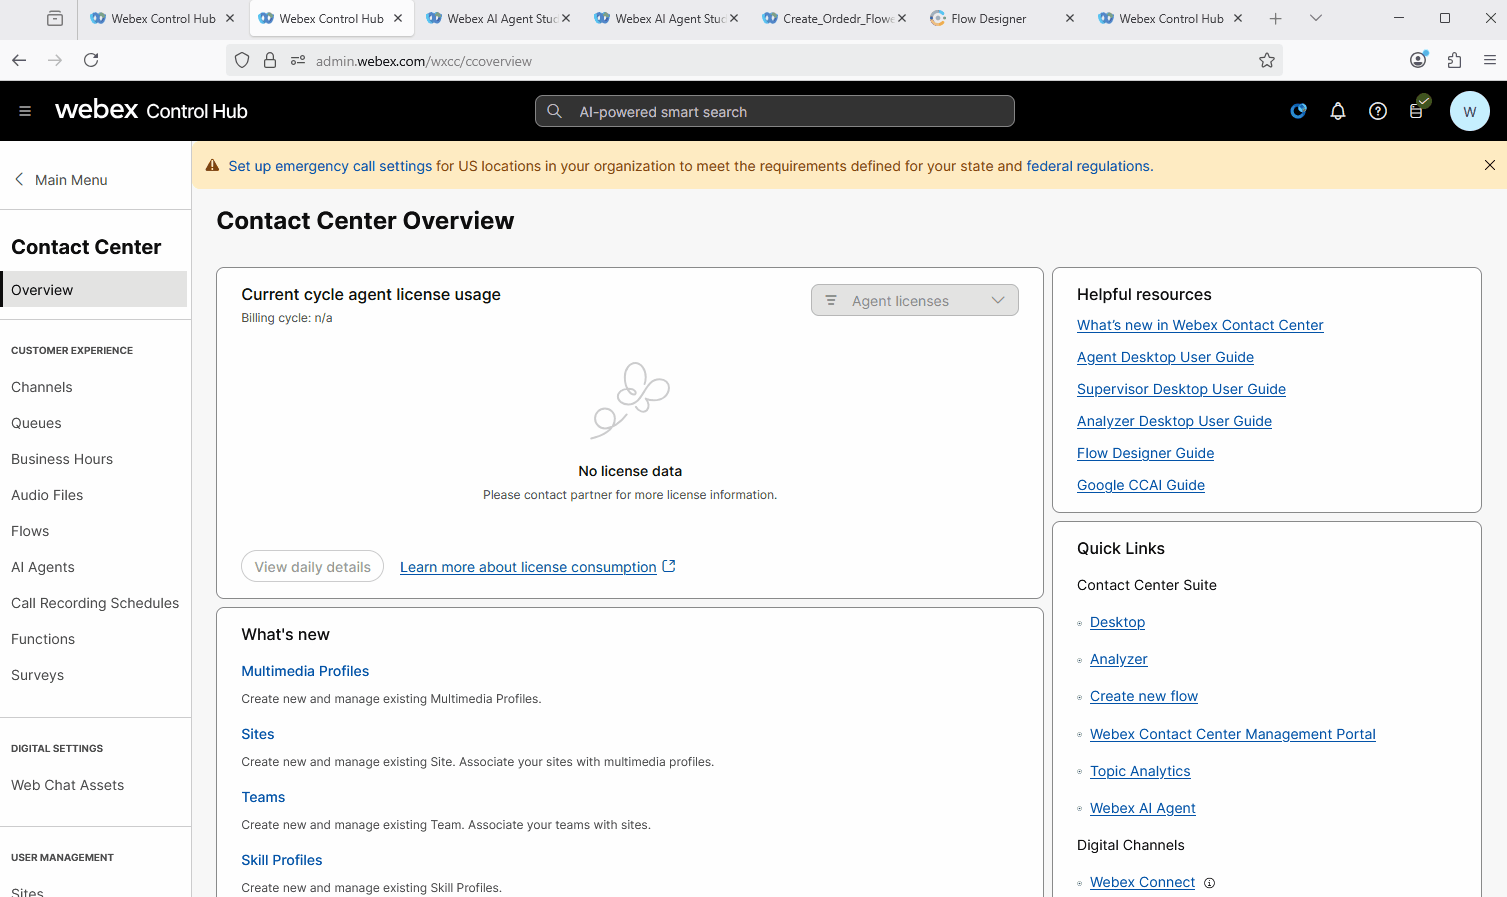 Webex Control Hub
Webex Control Hub
Webex AI Agent Stud
Webex AI Agent Stud
Create_Ordedr_Flowe
Flow Designer
Webex Control Hub
admin.webex.com/wxcc/ccoverview
webex Control Hub
AI-powered smart search
W
Main Menu
Set up emergency call settings for US locations in your organization to meet the requirements defined for your state and federal regulations.
Contact Center
Overview
CUSTOMER EXPERIENCE
Channels
Queues
Business Hours
Audio Files
Flows
AI Agents
Call Recording Schedules
Functions
Surveys
DIGITAL SETTINGS
Web Chat Assets
USER MANAGEMENT
Sites
Contact Center Overview
Current cycle agent license usage
Billing cycle: n/a
Agent licenses
No license data
Please contact partner for more license information.
View daily details
Learn more about license consumption
What's new
Multimedia Profiles
Create new and manage existing Multimedia Profiles.
Sites
Create new and manage existing Site. Associate your sites with multimedia profiles.
Teams
Create new and manage existing Team. Associate your teams with sites.
Skill Profiles
Create new and manage existing Skill Profiles.
Helpful resources
What's new in Webex Contact Center
Agent Desktop User Guide
Supervisor Desktop User Guide
Analyzer Desktop User Guide
Flow Designer Guide
Google CCAI Guide
Quick Links
Contact Center Suite
Desktop
Analyzer
Create new flow
Webex Contact Center Management Portal
Topic Analytics
Webex AI Agent
Digital Channels
Webex Connect